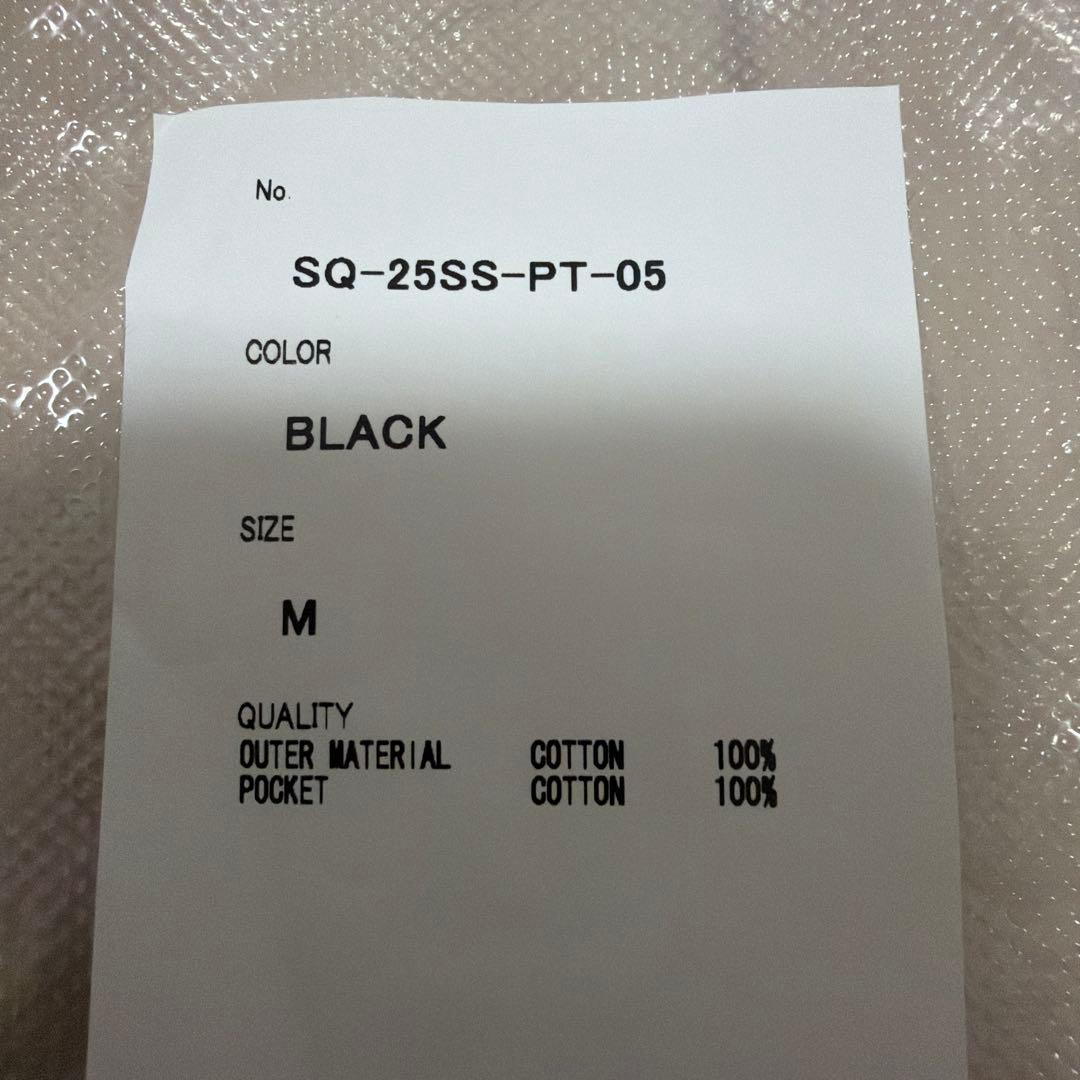 No.
SQ-25SS-PT-05
COLOR
BLACK
SIZE
M
QUALITY
OUTER MATERIAL COTTON 100%
POCKET COTTON 100%